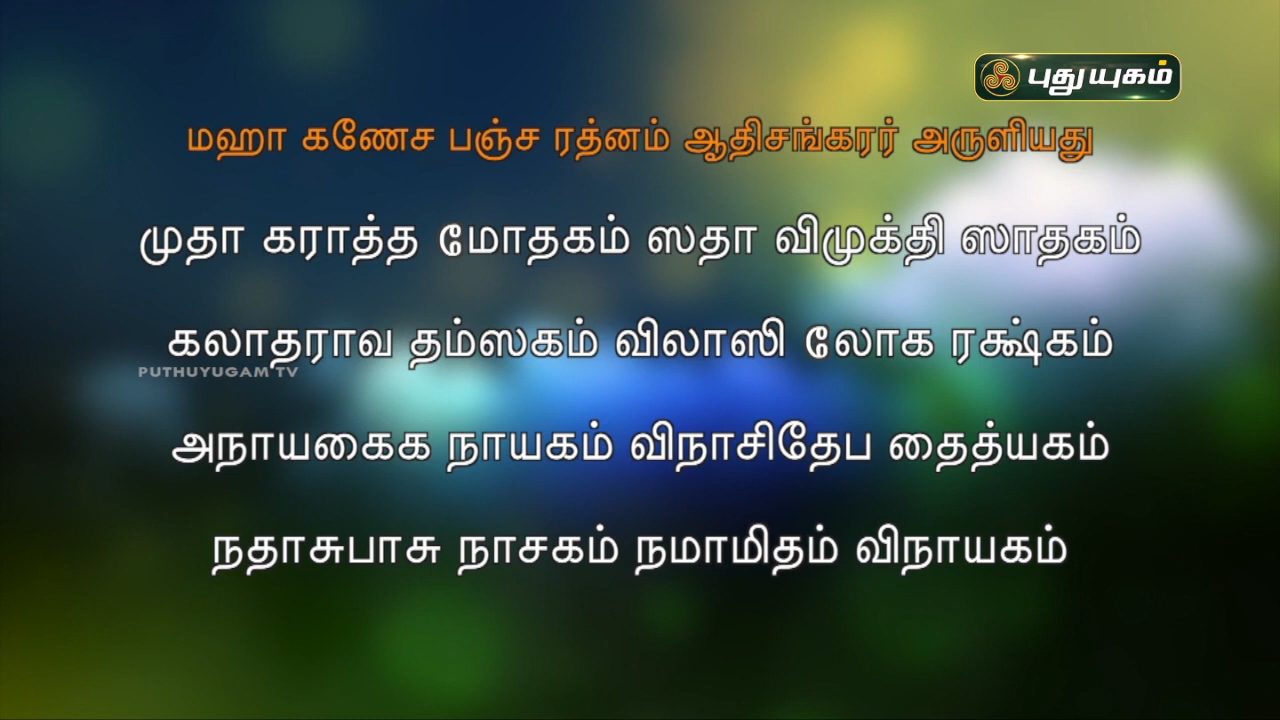 புதுயுகம்
மஹா கணேச பஞ்ச ரத்னம் ஆதிசங்கரர் அருளியது
முதா கராத்த மோதகம் ஸதா விமுக்தி ஸாதகம்
கலாதராவ தம்ஸகம் விலாஸி லோக ரக்ஷ்கம்
PUTHUYUGAM TV
அநாயகைக நாயகம் விநாசிதேப தைத்யகம்
நதாசுபாசு நாசகம் நமாமிதம் விநாயகம்